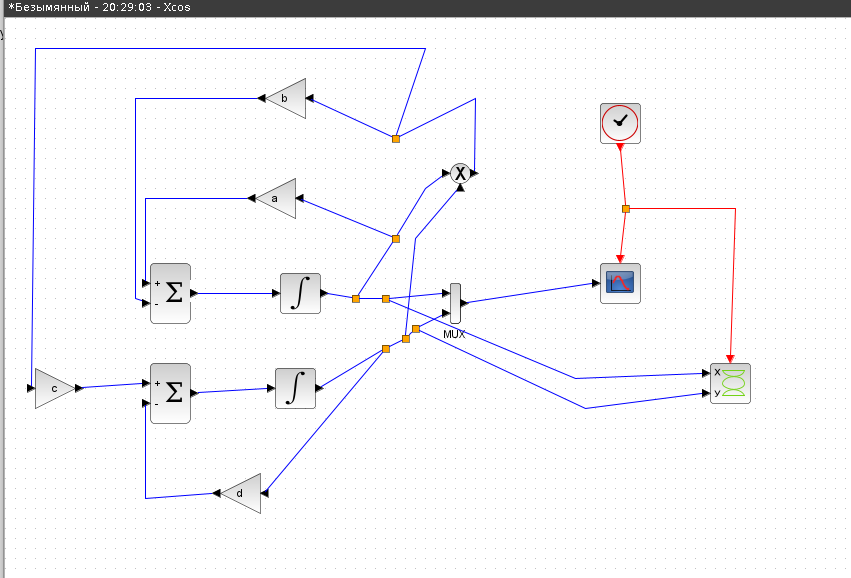 *Безымянный - 20:29:03 - Xcos
b
X
a
+
Σ
-
∫
MUX
c
+
Σ
-
∫
X
y
d